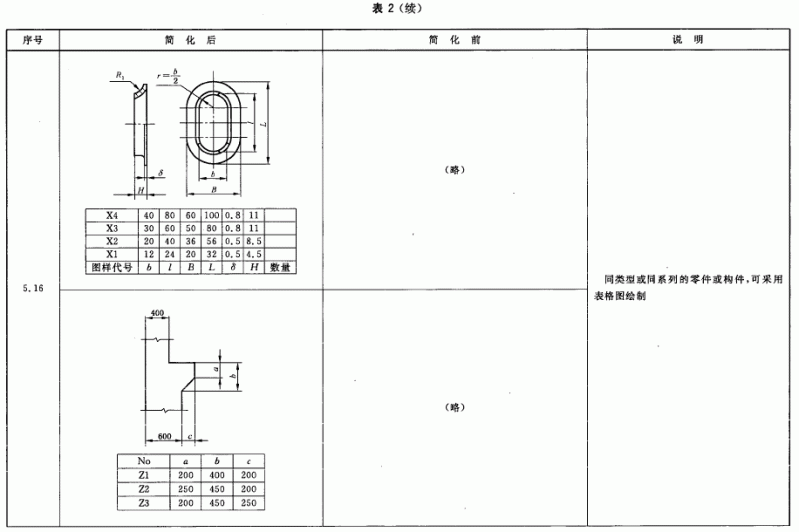 表 2（续）
序号 简 化 后 简 化 前 说 明
5.16
R₁ r=b/2
l L
δ b
H B
X4 40 80 60 100 0.8 11
X3 30 60 50 80 0.8 11
X2 20 40 36 56 0.5 8.5
X1 12 24 20 32 0.5 4.5
图样代号 b l B L δ H 数量
（略）
同类型或同系列的零件或构件，可采用
表格图绘制
400
a b
600 c
No a b c
Z1 200 400 200
Z2 250 450 200
Z3 200 450 250
（略）